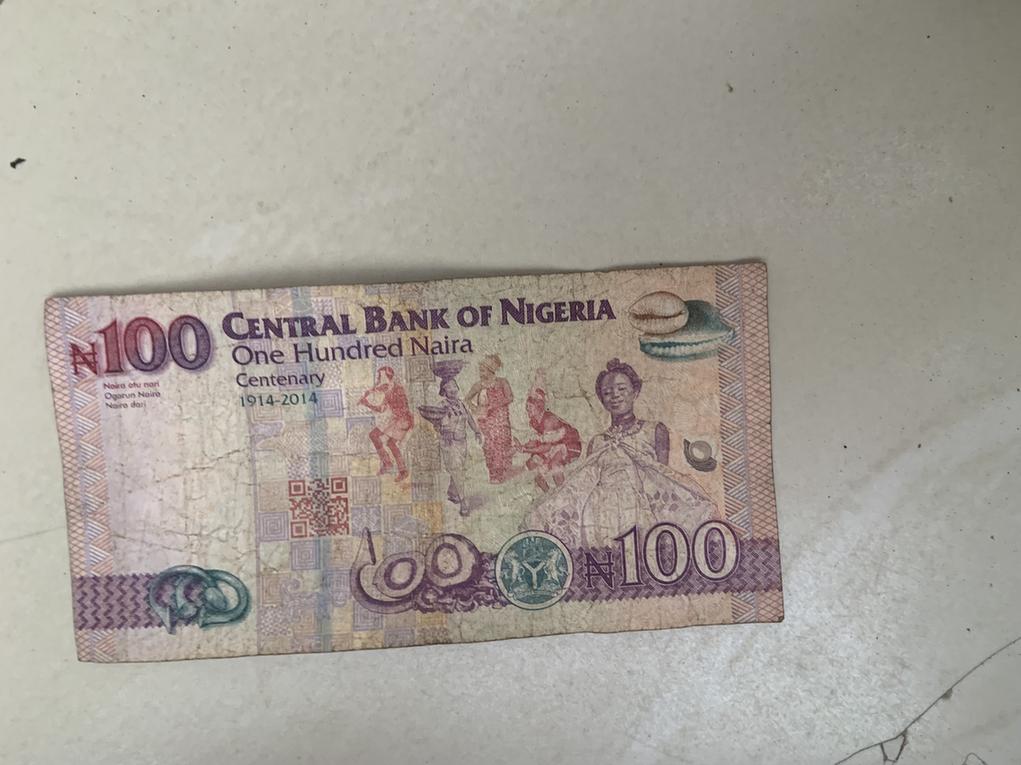 ₦100
CENTRAL BANK OF NIGERIA
One Hundred Naira
Centenary
1914-2014
Naira otu nari
Ogorun Naira
Naira dari
100
₦100